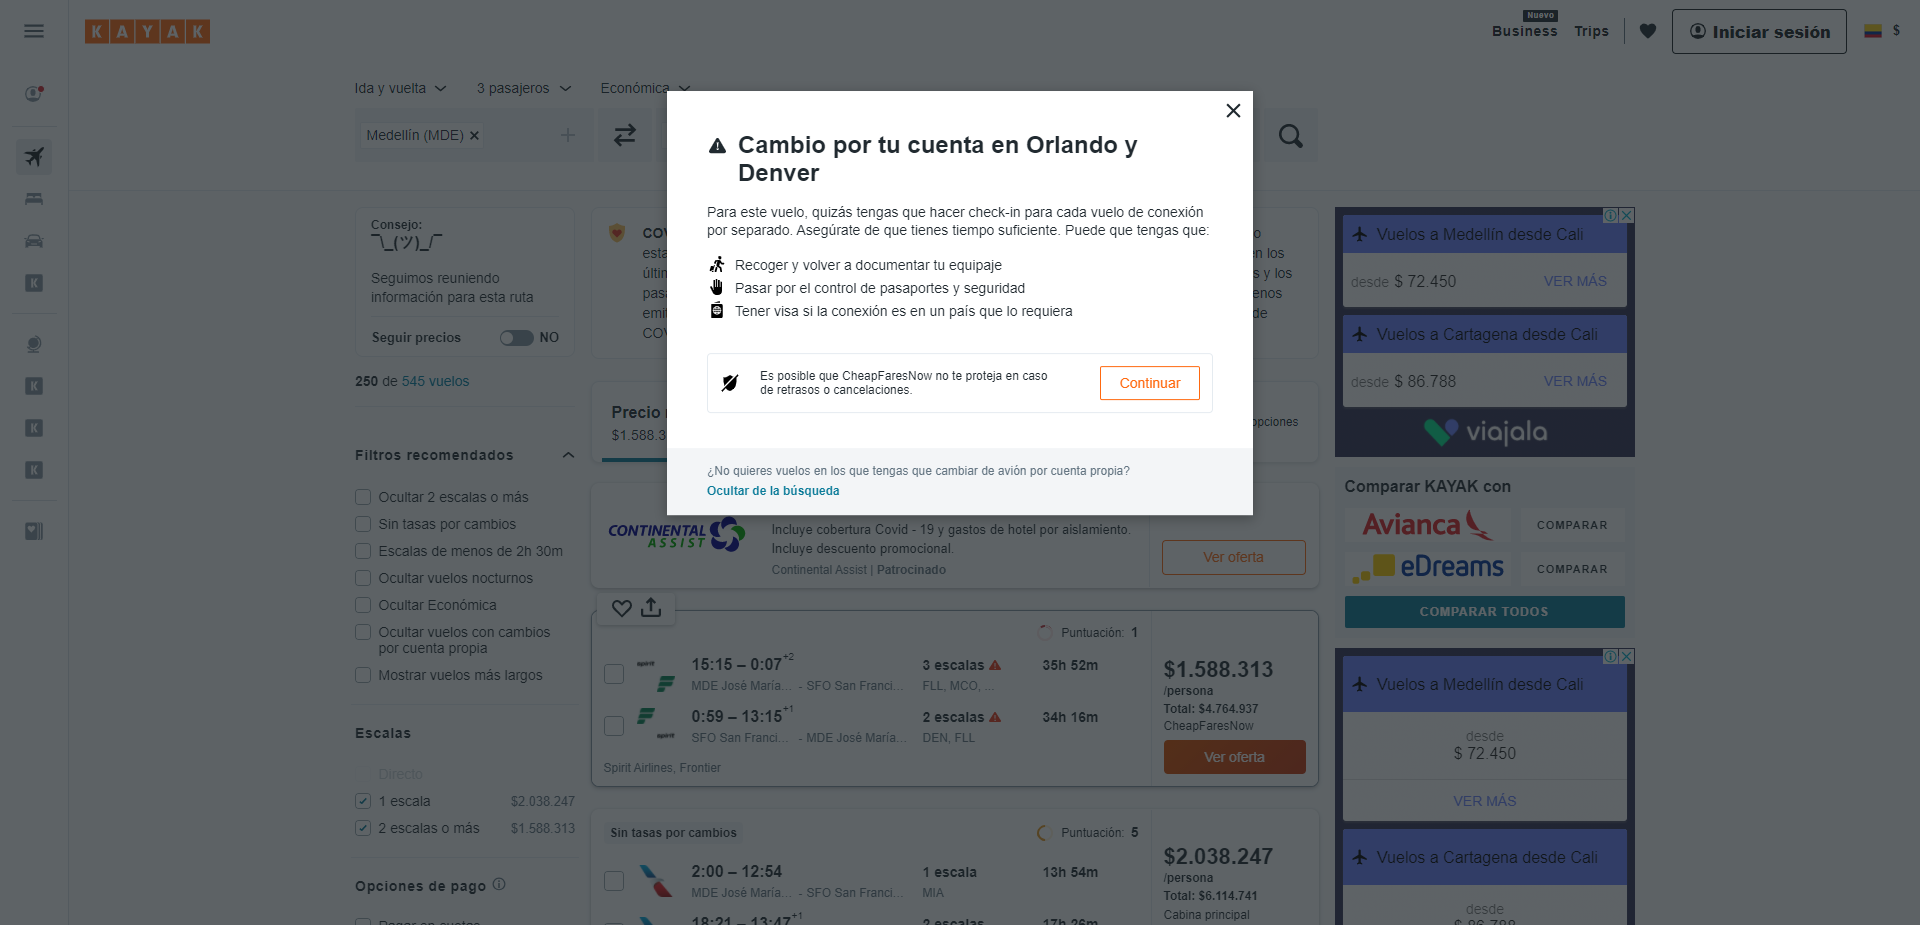 KAYAK
Nuevo
Business
Trips
Iniciar sesión
$
Ida y vuelta
3 pasajeros
Económica
Medellín (MDE)
Cambio por tu cuenta en Orlando y
Denver
Para este vuelo, quizás tengas que hacer check-in para cada vuelo de conexión
por separado. Asegúrate de que tienes tiempo suficiente. Puede que tengas que:
Recoger y volver a documentar tu equipaje
Pasar por el control de pasaportes y seguridad
Tener visa si la conexión es en un país que lo requiera
Es posible que CheapFaresNow no te proteja en caso
de retrasos o cancelaciones.
Continuar
¿No quieres vuelos en los que tengas que cambiar de avión por cuenta propia?
Ocultar de la búsqueda
Consejo:
¯\_(ツ)_/¯
Seguimos reuniendo
información para esta ruta
Seguir precios
NO
250 de 545 vuelos
Filtros recomendados
Ocultar 2 escalas o más
Sin tasas por cambios
Escalas de menos de 2h 30m
Ocultar vuelos nocturnos
Ocultar Económica
Ocultar vuelos con cambios
por cuenta propia
Mostrar vuelos más largos
Escalas
Directo
1 escala
$2.038.247
2 escalas o más
$1.588.313
Opciones de pago
Precio
$1.588.3
opciones
CONTINENTAL
ASSIST
Incluye cobertura Covid - 19 y gastos de hotel por aislamiento.
Incluye descuento promocional.
Continental Assist | Patrocinado
Ver oferta
Puntuación: 1
15:15 – 0:07+2
MDE José María... - SFO San Franci...
3 escalas
FLL, MCO, ...
35h 52m
0:59 – 13:15+1
SFO San Franci... - MDE José María...
2 escalas
DEN, FLL
34h 16m
Spirit Airlines, Frontier
$1.588.313
/persona
Total: $4.764.937
CheapFaresNow
Ver oferta
Sin tasas por cambios
Puntuación: 5
2:00 – 12:54
MDE José María... - SFO San Franci...
1 escala
MIA
13h 54m
18:21 – 13:47+1
2 escalas
17h 26m
$2.038.247
/persona
Total: $6.114.741
Cabina principal
Vuelos a Medellín desde Cali
desde $ 72.450
VER MÁS
Vuelos a Cartagena desde Cali
desde $ 86.788
VER MÁS
viajala
Comparar KAYAK con
Avianca
COMPARAR
eDreams
COMPARAR
COMPARAR TODOS
Vuelos a Medellín desde Cali
desde
$ 72.450
VER MÁS
Vuelos a Cartagena desde Cali
desde
$ 86.788